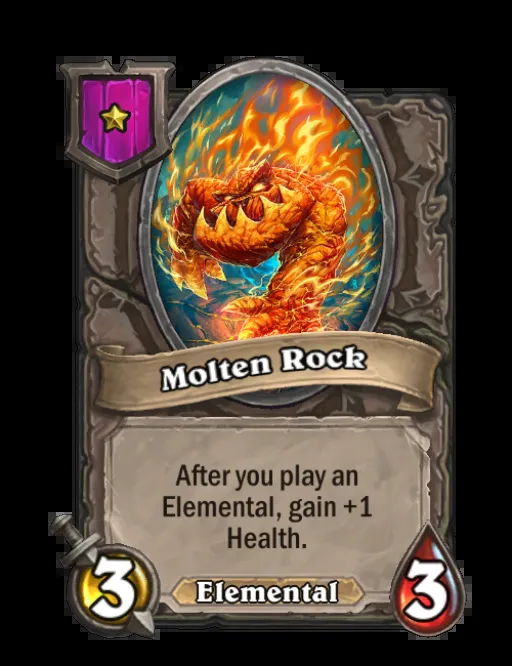 Molten Rock
After you play an
Elemental, gain +1
Health.
3
Elemental
3